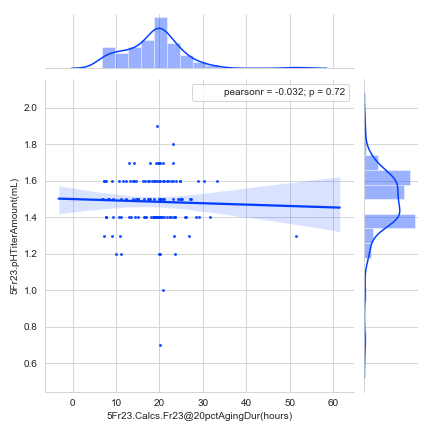 pearsonr = -0.032; p = 0.72
2.0
1.8
1.6
1.4
1.2
1.0
0.8
0.6
5Fr23.pHTiterAmount(mL)
0 10 20 30 40 50 60
5Fr23.Calcs.Fr23@20pctAgingDur(hours)